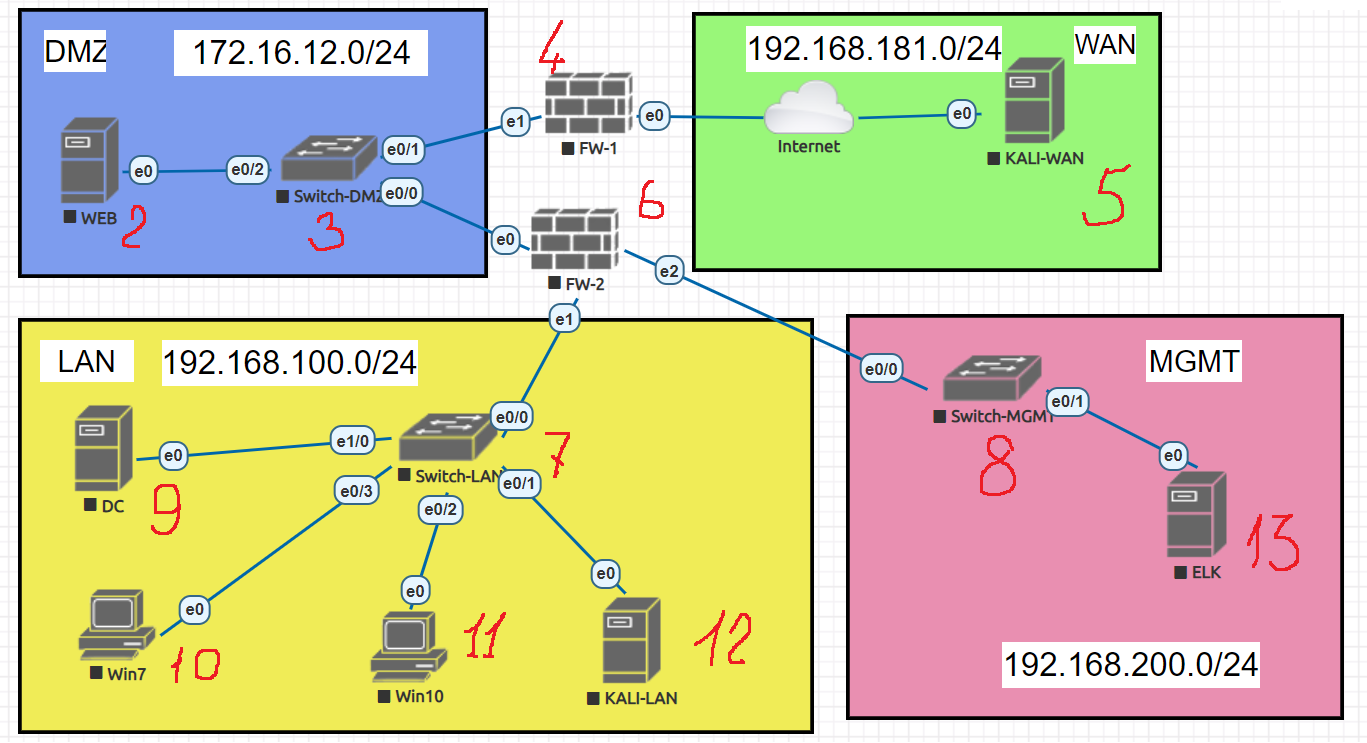 DMZ
172.16.12.0/24
WEB
2
e0
e0/2
Switch-DMZ
3
e0/1
e0/0
e1
4
FW-1
e0
192.168.181.0/24
WAN
Internet
e0
KALI-WAN
5
6
e0
FW-2
e2
e1
LAN
192.168.100.0/24
e0/0
e1/0
e0
DC
9
Switch-LAN
7
e0/3
e0/2
e0/1
e0
Win7
10
e0
Win10
11
e0
KALI-LAN
12
MGMT
e0/0
Switch-MGMT
8
e0/1
e0
ELK
13
192.168.200.0/24